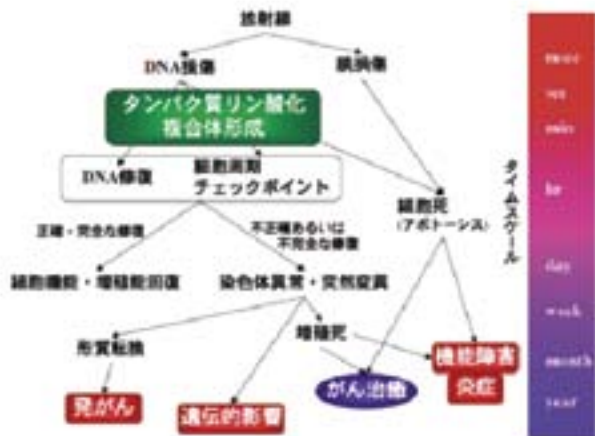 放射線
DNA損傷
膜損傷
タンパク質リン酸化
複合体形成
DNA修復
細胞周期
チェックポイント
正確・完全な修復
不正確あるいは
不完全な修復
細胞死
(アポトーシス)
細胞機能・増殖能回復
染色体異常・突然変異
形質転換
増殖死
機能障害
炎症
発がん
遺伝的影響
がん治癒
タイムスケール
sec
min
hr
day
week
month
year